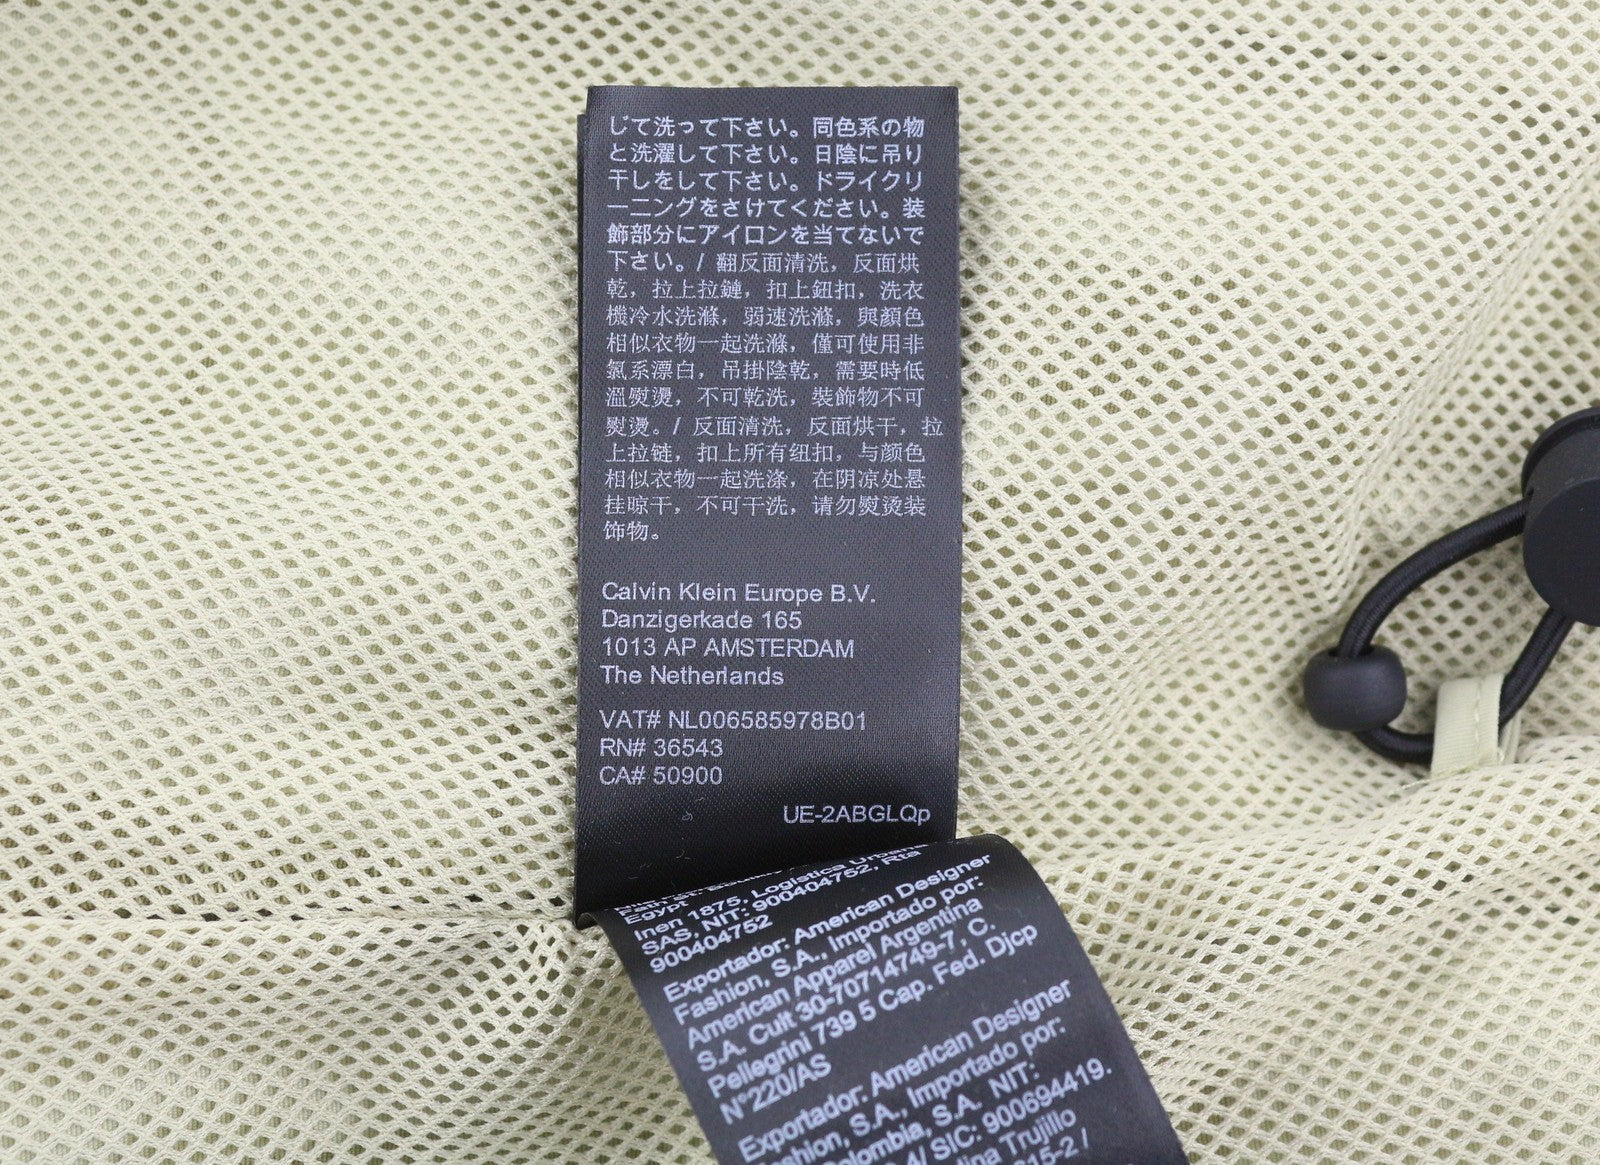 じて洗って下さい。同色系の物
と洗濯して下さい。日陰に吊り
干しをして下さい。ドライクリ
ーニングをさけてください。装
飾部分にアイロンを当てないで
下さい。/ 翻反面清洗，反面烘
乾，拉上拉鏈，扣上鈕扣，洗衣
機冷水洗滌，弱速洗滌，與顏色
相似衣物一起洗滌，僅可使用非
氯系漂白，吊掛陰乾，需要時低
溫熨燙，不可乾洗，裝飾物不可
熨燙。/ 反面清洗，反面烘干，拉
上拉链，扣上所有纽扣，与颜色
相似衣物一起洗涤，在阴凉处悬
挂晾干，不可干洗，请勿熨烫装
饰物。
Calvin Klein Europe B.V.
Danzigerkade 165
1013 AP AMSTERDAM
The Netherlands
VAT# NL006585978B01
RN# 36543
CA# 50900
UE-2ABGLQp
Egypt
Inen 1875, Logistica Urbana
SAS, NIT: 900404752, Rta
900404752
Exportador: American Designer
Fashion, S.A., Importado por:
American Apparel Argentina
S.A. Cuit 30-70714749-7, C.
Pellegrini 739 5 Cap. Fed. Djcp
N°220/AS
Exportador: American Designer
Fashion, S.A., Importado por:
Colombia, S.A. NIT:
4/ SIC: 900694419.
Trujillo
615-2 /